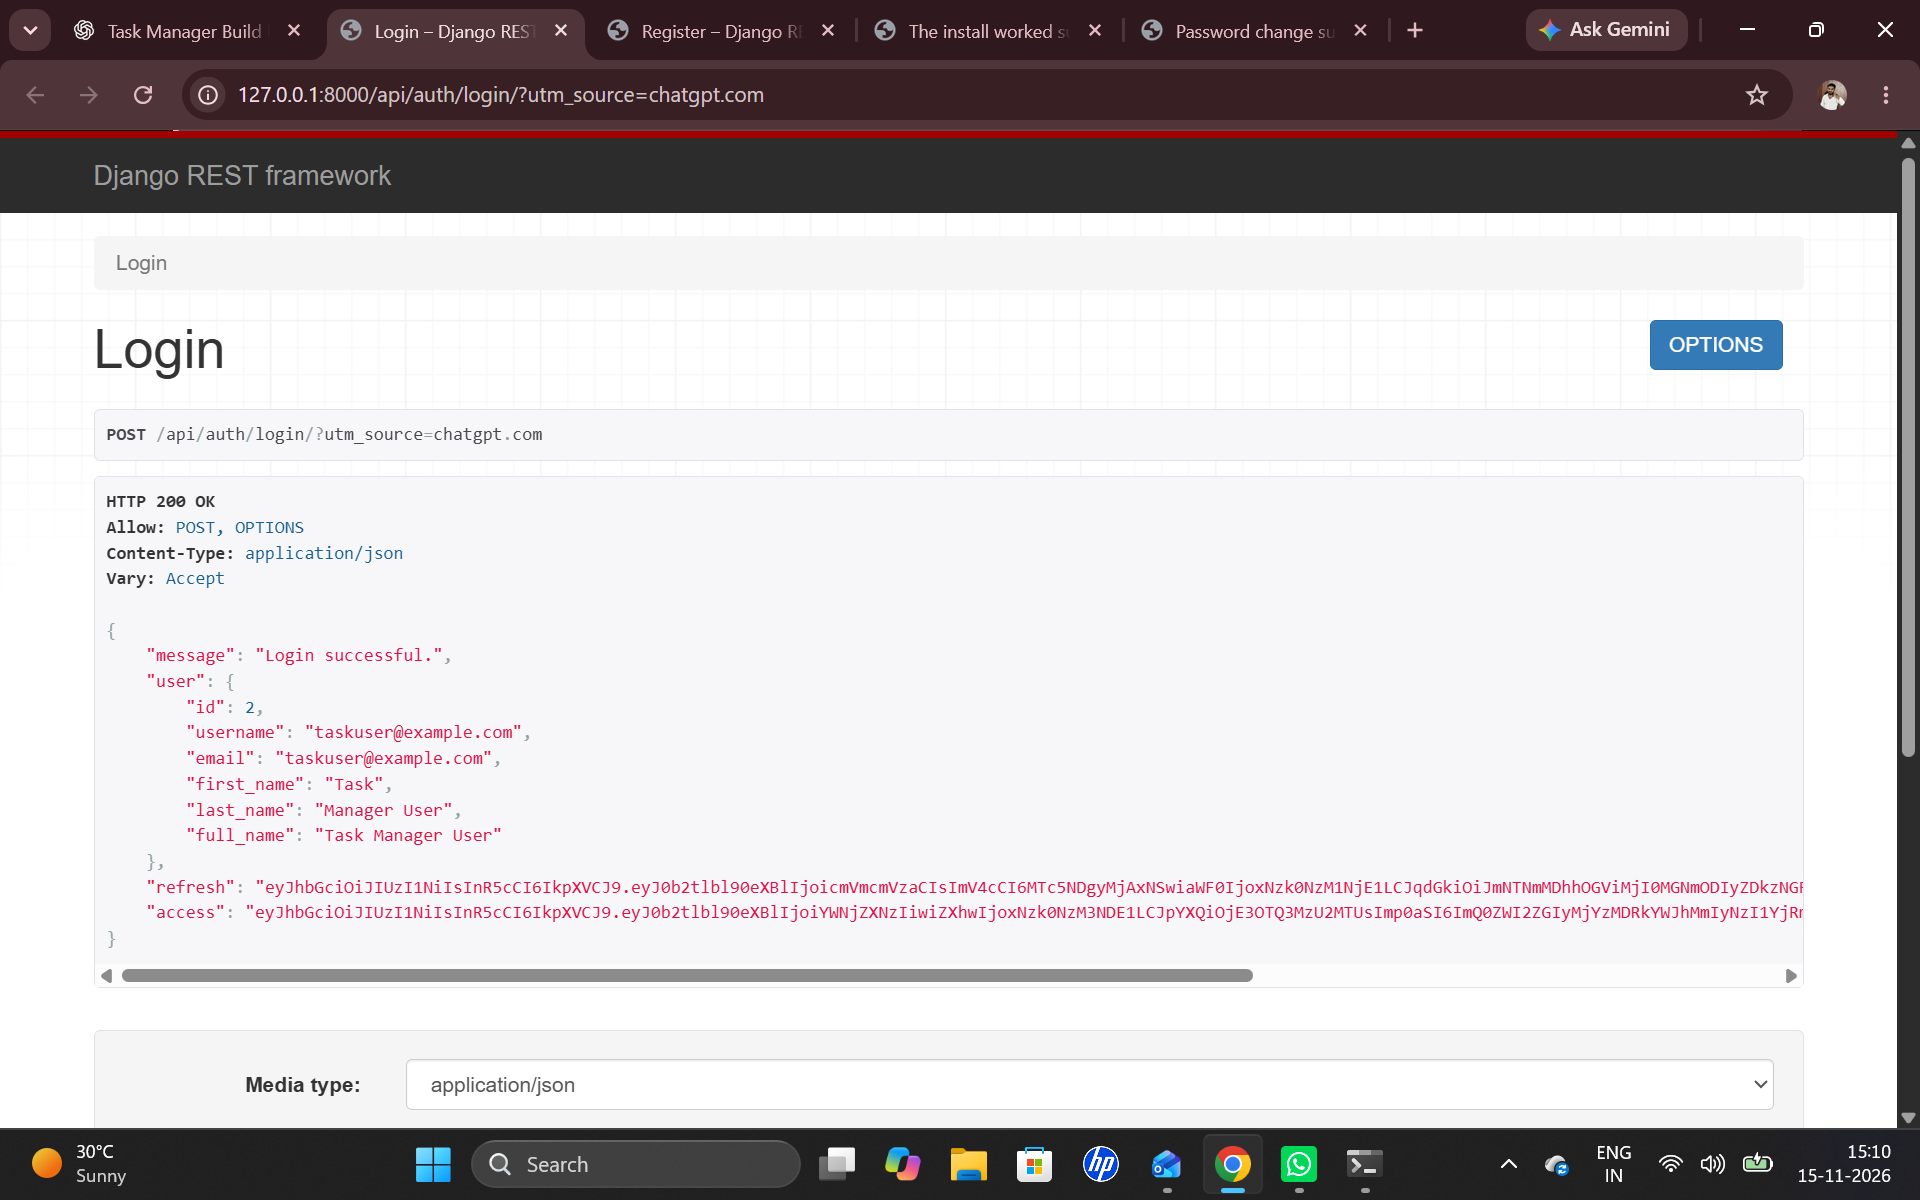 Task Manager Build
Login – Django REST
Register – Django RE
The install worked su
Password change su
Ask Gemini
127.0.0.1:8000/api/auth/login/?utm_source=chatgpt.com
Django REST framework
Login
Login
OPTIONS
POST /api/auth/login/?utm_source=chatgpt.com
HTTP 200 OK
Allow: POST, OPTIONS
Content-Type: application/json
Vary: Accept
{
"message": "Login successful.",
"user": {
"id": 2,
"username": "taskuser@example.com",
"email": "taskuser@example.com",
"first_name": "Task",
"last_name": "Manager User",
"full_name": "Task Manager User"
},
"refresh": "eyJhbGciOiJIUzI1NiIsInR5cCI6IkpXVCJ9.eyJ0b2tlbl90eXBlIjoicmVmcmVzaCIsImV4cCI6MTc5NDgyMjAxNSwiaWF0IjoxNzk0NzM1NjE1LCJqdGkiOiJmNTNmMDhhOGViMjI0MGNmODIyZDkzNGF
"access": "eyJhbGciOiJIUzI1NiIsInR5cCI6IkpXVCJ9.eyJ0b2tlbl90eXBlIjoiYWNjZXNzIiwiZXhwIjoxNzk0NzM3NDE1LCJpYXQiOjE3OTQ3MzU2MTUsImp0aSI6ImQ0ZWI2ZGIyMjYzMDRkYWJhMmIyNzI1YjRm
}
Media type:
application/json
30°C
Sunny
Search
hp
ENG
IN
15:10
15-11-2026